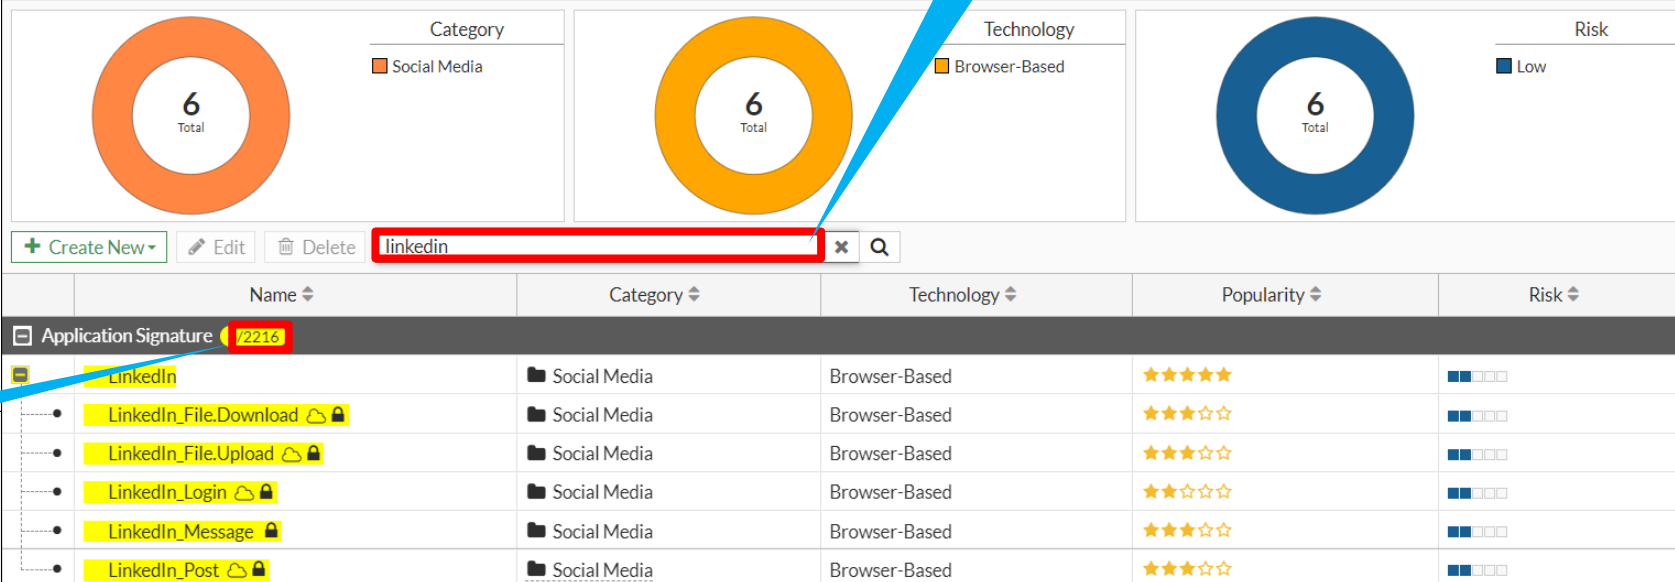 Category
Social Media
6
Total
Technology
Browser-Based
6
Total
Risk
Low
6
Total
+ Create New Edit Delete linkedin
Name Category Technology Popularity Risk
Application Signature /2216
LinkedIn Social Media Browser-Based
LinkedIn_File.Download Social Media Browser-Based
LinkedIn_File.Upload Social Media Browser-Based
LinkedIn_Login Social Media Browser-Based
LinkedIn_Message Social Media Browser-Based
LinkedIn_Post Social Media Browser-Based